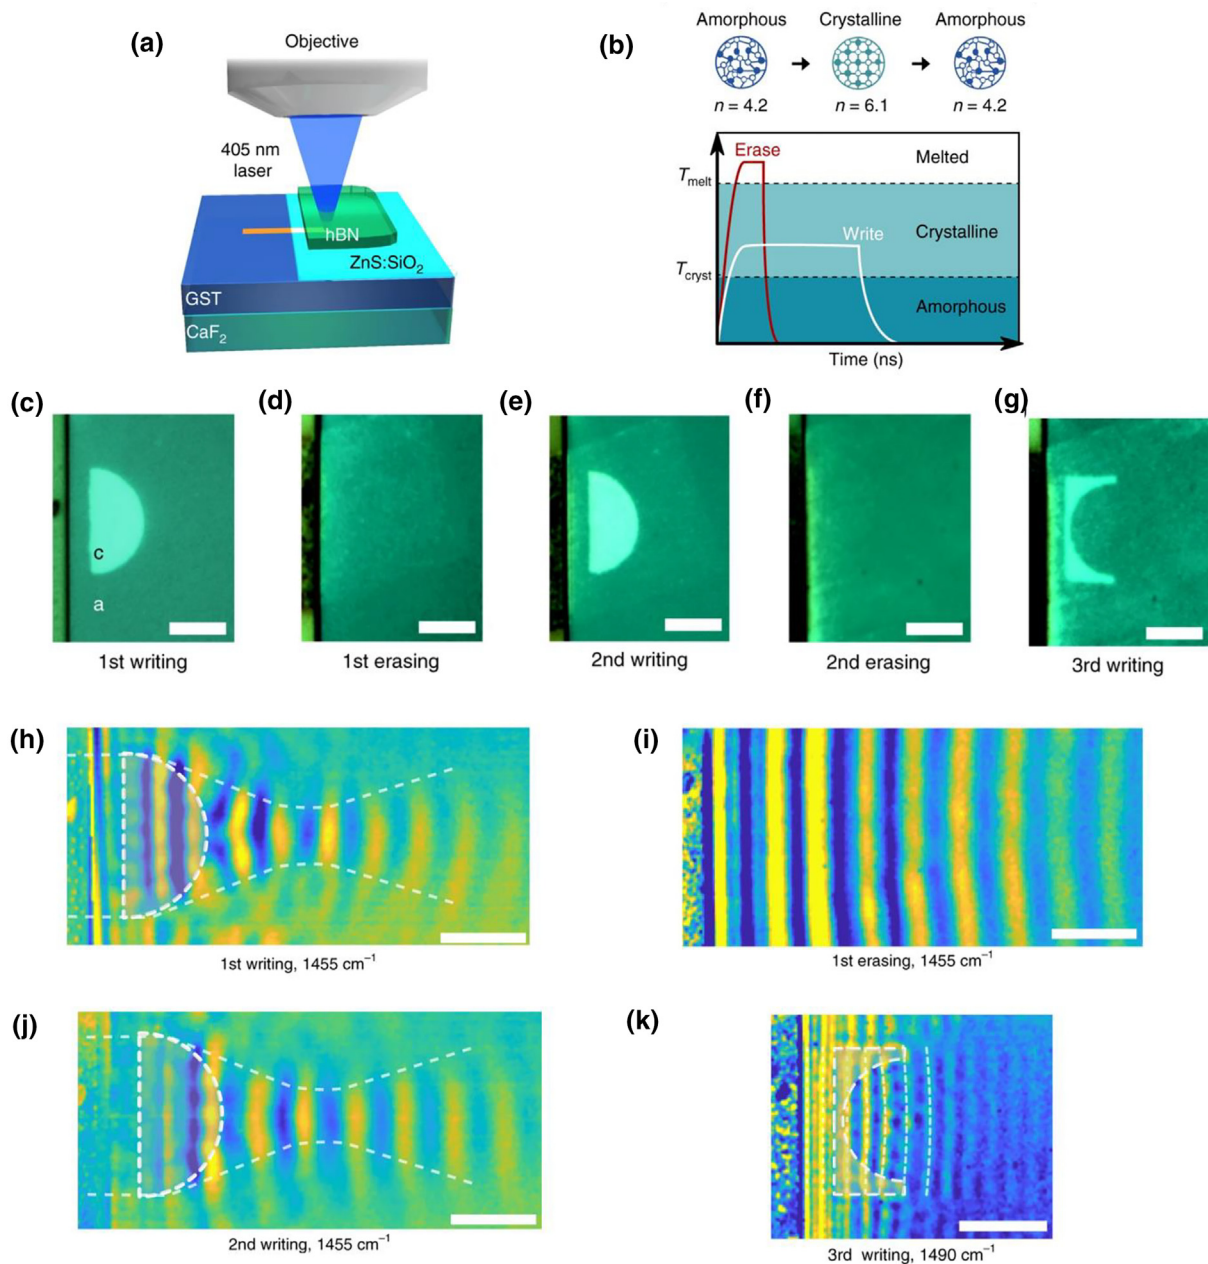 (a)
Objective
405 nm
laser
hBN
ZnS:SiO₂
GST
CaF₂
(b)
Amorphous
Crystalline
Amorphous
n = 4.2
n = 6.1
n = 4.2
Erase
Melted
Tmelt
Write
Crystalline
Tcryst
Amorphous
Time (ns)
(c)
c
a
1st writing
(d)
1st erasing
(e)
2nd writing
(f)
2nd erasing
(g)
3rd writing
(h)
1st writing, 1455 cm⁻¹
(i)
1st erasing, 1455 cm⁻¹
(j)
2nd writing, 1455 cm⁻¹
(k)
3rd writing, 1490 cm⁻¹